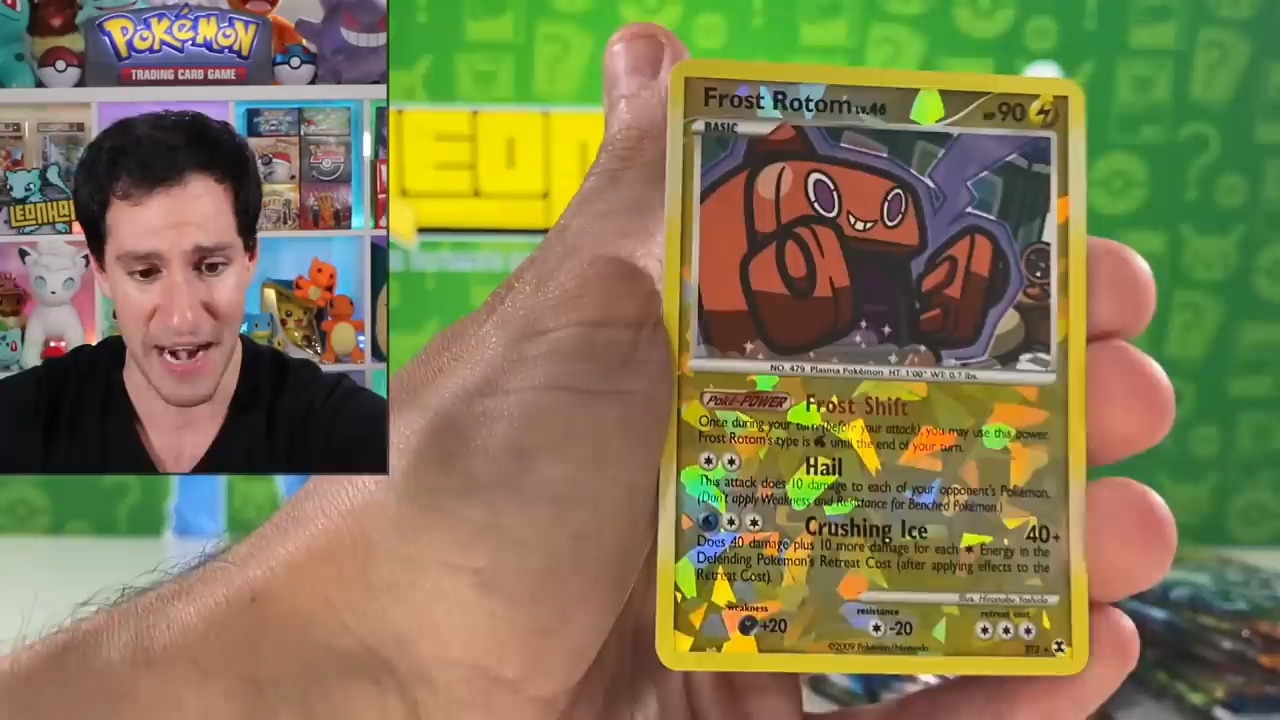 POKéMON
TRADING CARD GAME
LEONHA
EON
Frost Rotom LV.46
HP 90
BASIC
NO. 479 Plasma Pokémon HT: 1'00" WT: 0.7 lbs.
Poké-POWER Frost Shift
Once during your turn (before your attack), you may use this power.
Frost Rotom's type is until the end of your turn.
Hail
This attack does 10 damage to each of your opponent's Pokémon.
(Don't apply Weakness and Resistance for Benched Pokémon.)
Crushing Ice 40+
Does 40 damage plus 10 more damage for each Energy in the
Defending Pokémon's Retreat Cost (after applying effects to the
Retreat Cost).
Illus. Hironobu Yoshida
weakness resistance retreat cost
+20 -20
©2009 Pokémon/Nintendo